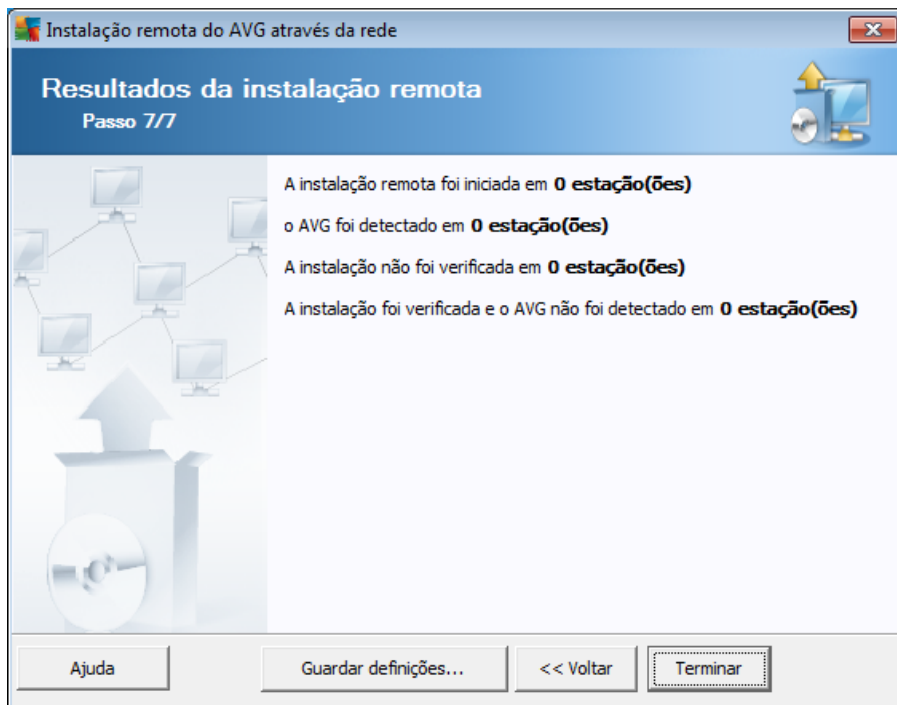 Instalação remota do AVG através da rede
Resultados da instalação remota
Passo 7/7
A instalação remota foi iniciada em 0 estação(ões)
o AVG foi detectado em 0 estação(ões)
A instalação não foi verificada em 0 estação(ões)
A instalação foi verificada e o AVG não foi detectado em 0 estação(ões)
Ajuda
Guardar definições...
<< Voltar
Terminar